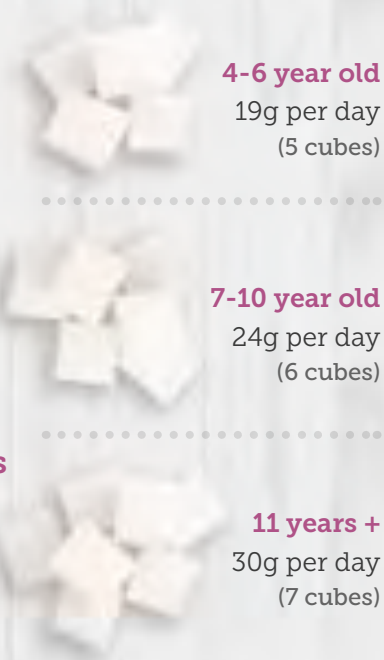 4-6 year old
19g per day
(5 cubes)
7-10 year old
24g per day
(6 cubes)
s
11 years +
30g per day
(7 cubes)